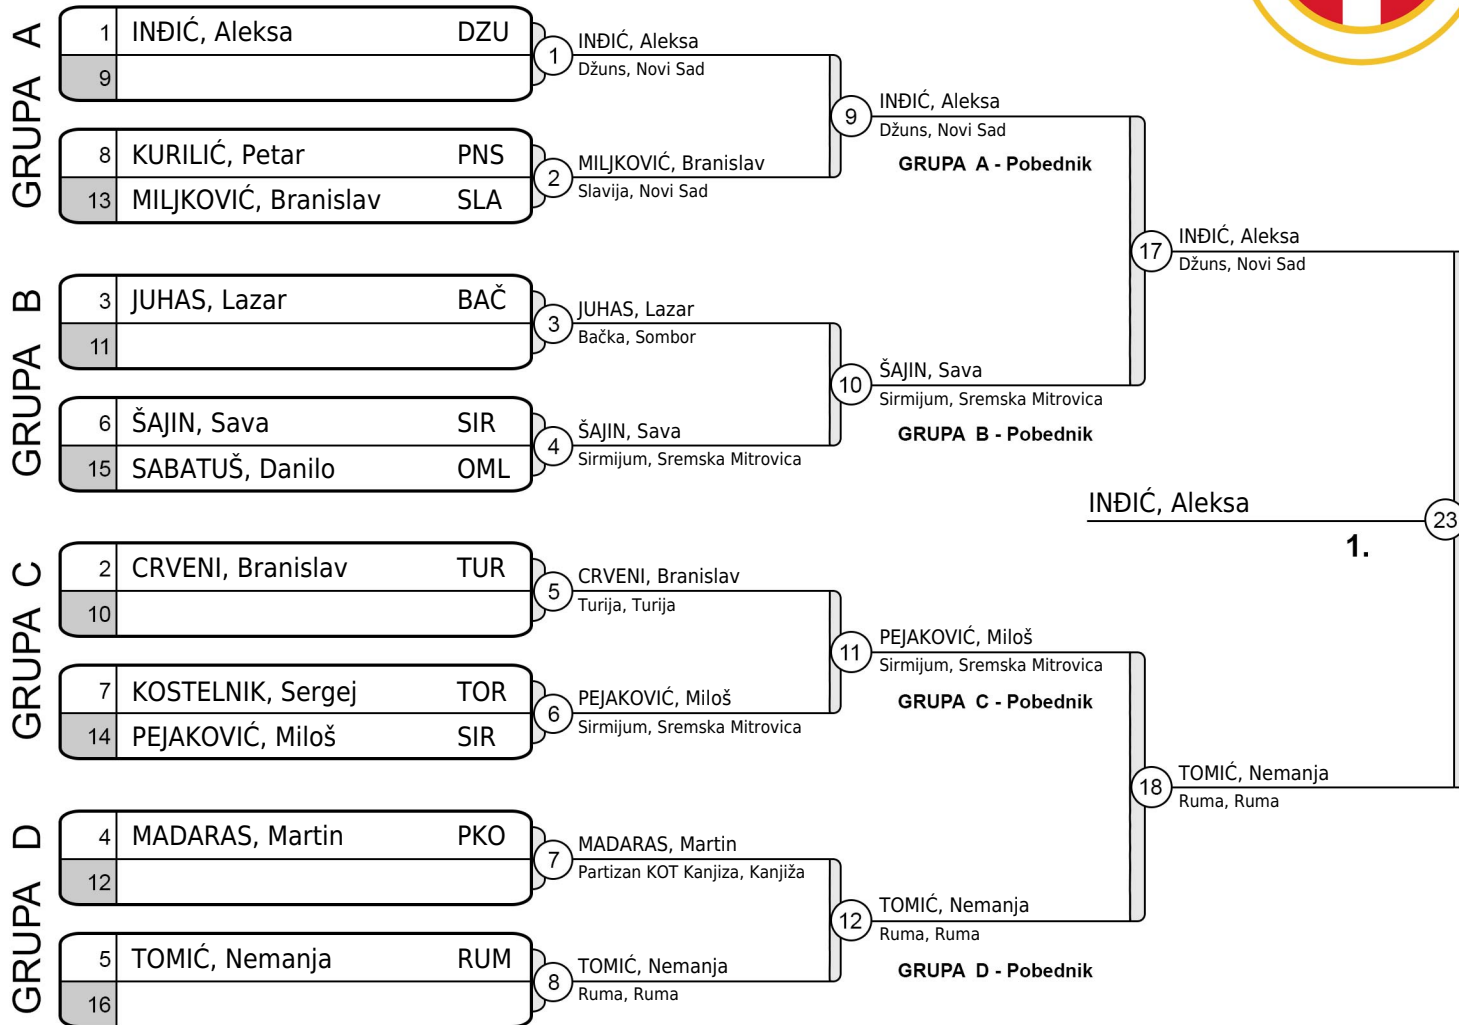 GRUPA A
1 INĐIĆ, Aleksa DZU
9
8 KURILIĆ, Petar PNS
13 MILJKOVIĆ, Branislav SLA
1
INĐIĆ, Aleksa
Džuns, Novi Sad
2
MILJKOVIĆ, Branislav
Slavija, Novi Sad
9
INĐIĆ, Aleksa
Džuns, Novi Sad
GRUPA A - Pobednik
GRUPA B
3 JUHAS, Lazar BAČ
11
6 ŠAJIN, Sava SIR
15 SABATUŠ, Danilo OML
3
JUHAS, Lazar
Bačka, Sombor
4
ŠAJIN, Sava
Sirmijum, Sremska Mitrovica
10
ŠAJIN, Sava
Sirmijum, Sremska Mitrovica
GRUPA B - Pobednik
17
INĐIĆ, Aleksa
Džuns, Novi Sad
INĐIĆ, Aleksa
23
1.
GRUPA C
2 CRVENI, Branislav TUR
10
7 KOSTELNIK, Sergej TOR
14 PEJAKOVIĆ, Miloš SIR
5
CRVENI, Branislav
Turija, Turija
6
PEJAKOVIĆ, Miloš
Sirmijum, Sremska Mitrovica
11
PEJAKOVIĆ, Miloš
Sirmijum, Sremska Mitrovica
GRUPA C - Pobednik
GRUPA D
4 MADARAS, Martin PKO
12
5 TOMIĆ, Nemanja RUM
16
7
MADARAS, Martin
Partizan KOT Kanjiza, Kanjiža
8
TOMIĆ, Nemanja
Ruma, Ruma
12
TOMIĆ, Nemanja
Ruma, Ruma
GRUPA D - Pobednik
18
TOMIĆ, Nemanja
Ruma, Ruma